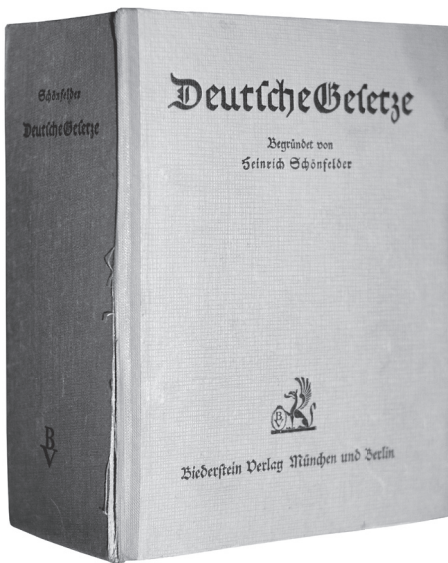 Schönfelder
Deutsche Gesetze
B
V
Deutsche Gesetze
Begründet von
Heinrich Schönfelder
B
V
Biederstein Verlag München und Berlin